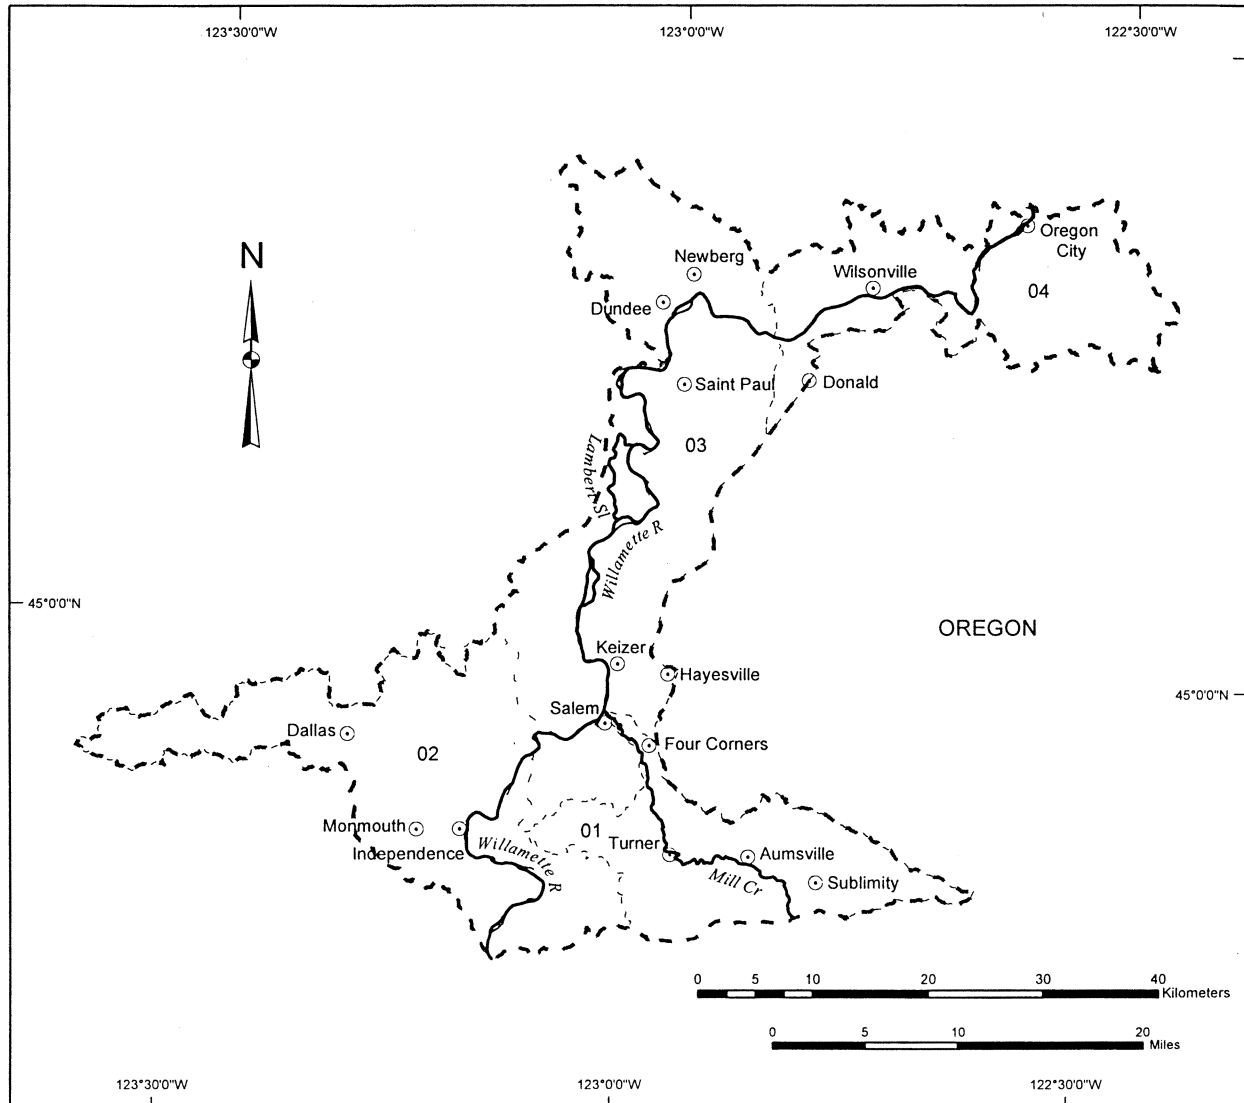 123°30'0"W
123°0'0"W
122°30'0"W
N
Oregon
City
Newberg
Wilsonville
04
Dundee
Saint Paul
Donald
03
Lambert Sl
Willamette R
45°0'0"N
OREGON
Keizer
Hayesville
45°0'0"N
Salem
Dallas
Four Corners
02
Monmouth
01
Turner
Independence
Willamette R
Aumsville
Mill Cr
Sublimity
0 5 10 20 30 40
Kilometers
0 5 10 20
Miles
123°30'0"W
123°0'0"W
122°30'0"W